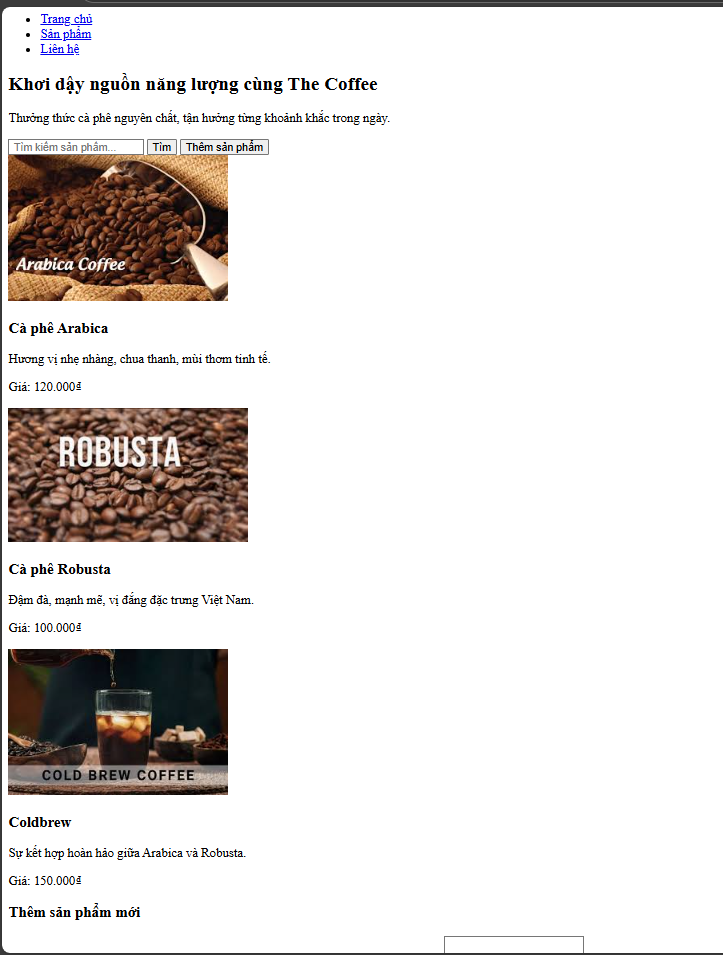 Trang chủ
Sản phẩm
Liên hệ
Khơi dậy nguồn năng lượng cùng The Coffee
Thưởng thức cà phê nguyên chất, tận hưởng từng khoảnh khắc trong ngày.
Tìm kiếm sản phẩm... Tìm Thêm sản phẩm
Arabica Coffee
Cà phê Arabica
Hương vị nhẹ nhàng, chua thanh, mùi thơm tinh tế.
Giá: 120.000₫
ROBUSTA
Cà phê Robusta
Đậm đà, mạnh mẽ, vị đắng đặc trưng Việt Nam.
Giá: 100.000₫
COLD BREW COFFEE
Coldbrew
Sự kết hợp hoàn hảo giữa Arabica và Robusta.
Giá: 150.000₫
Thêm sản phẩm mới